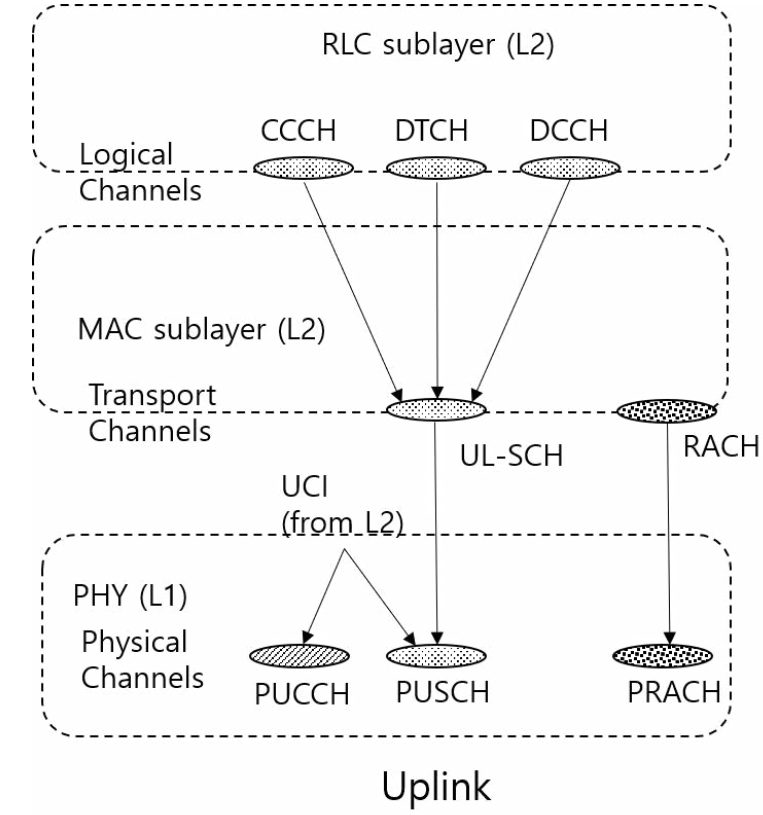 RLC sublayer (L2)
CCCH DTCH DCCH
Logical
Channels
MAC sublayer (L2)
Transport
Channels
UL-SCH
RACH
UCI
(from L2)
PHY (L1)
Physical
Channels
PUCCH PUSCH PRACH
Uplink